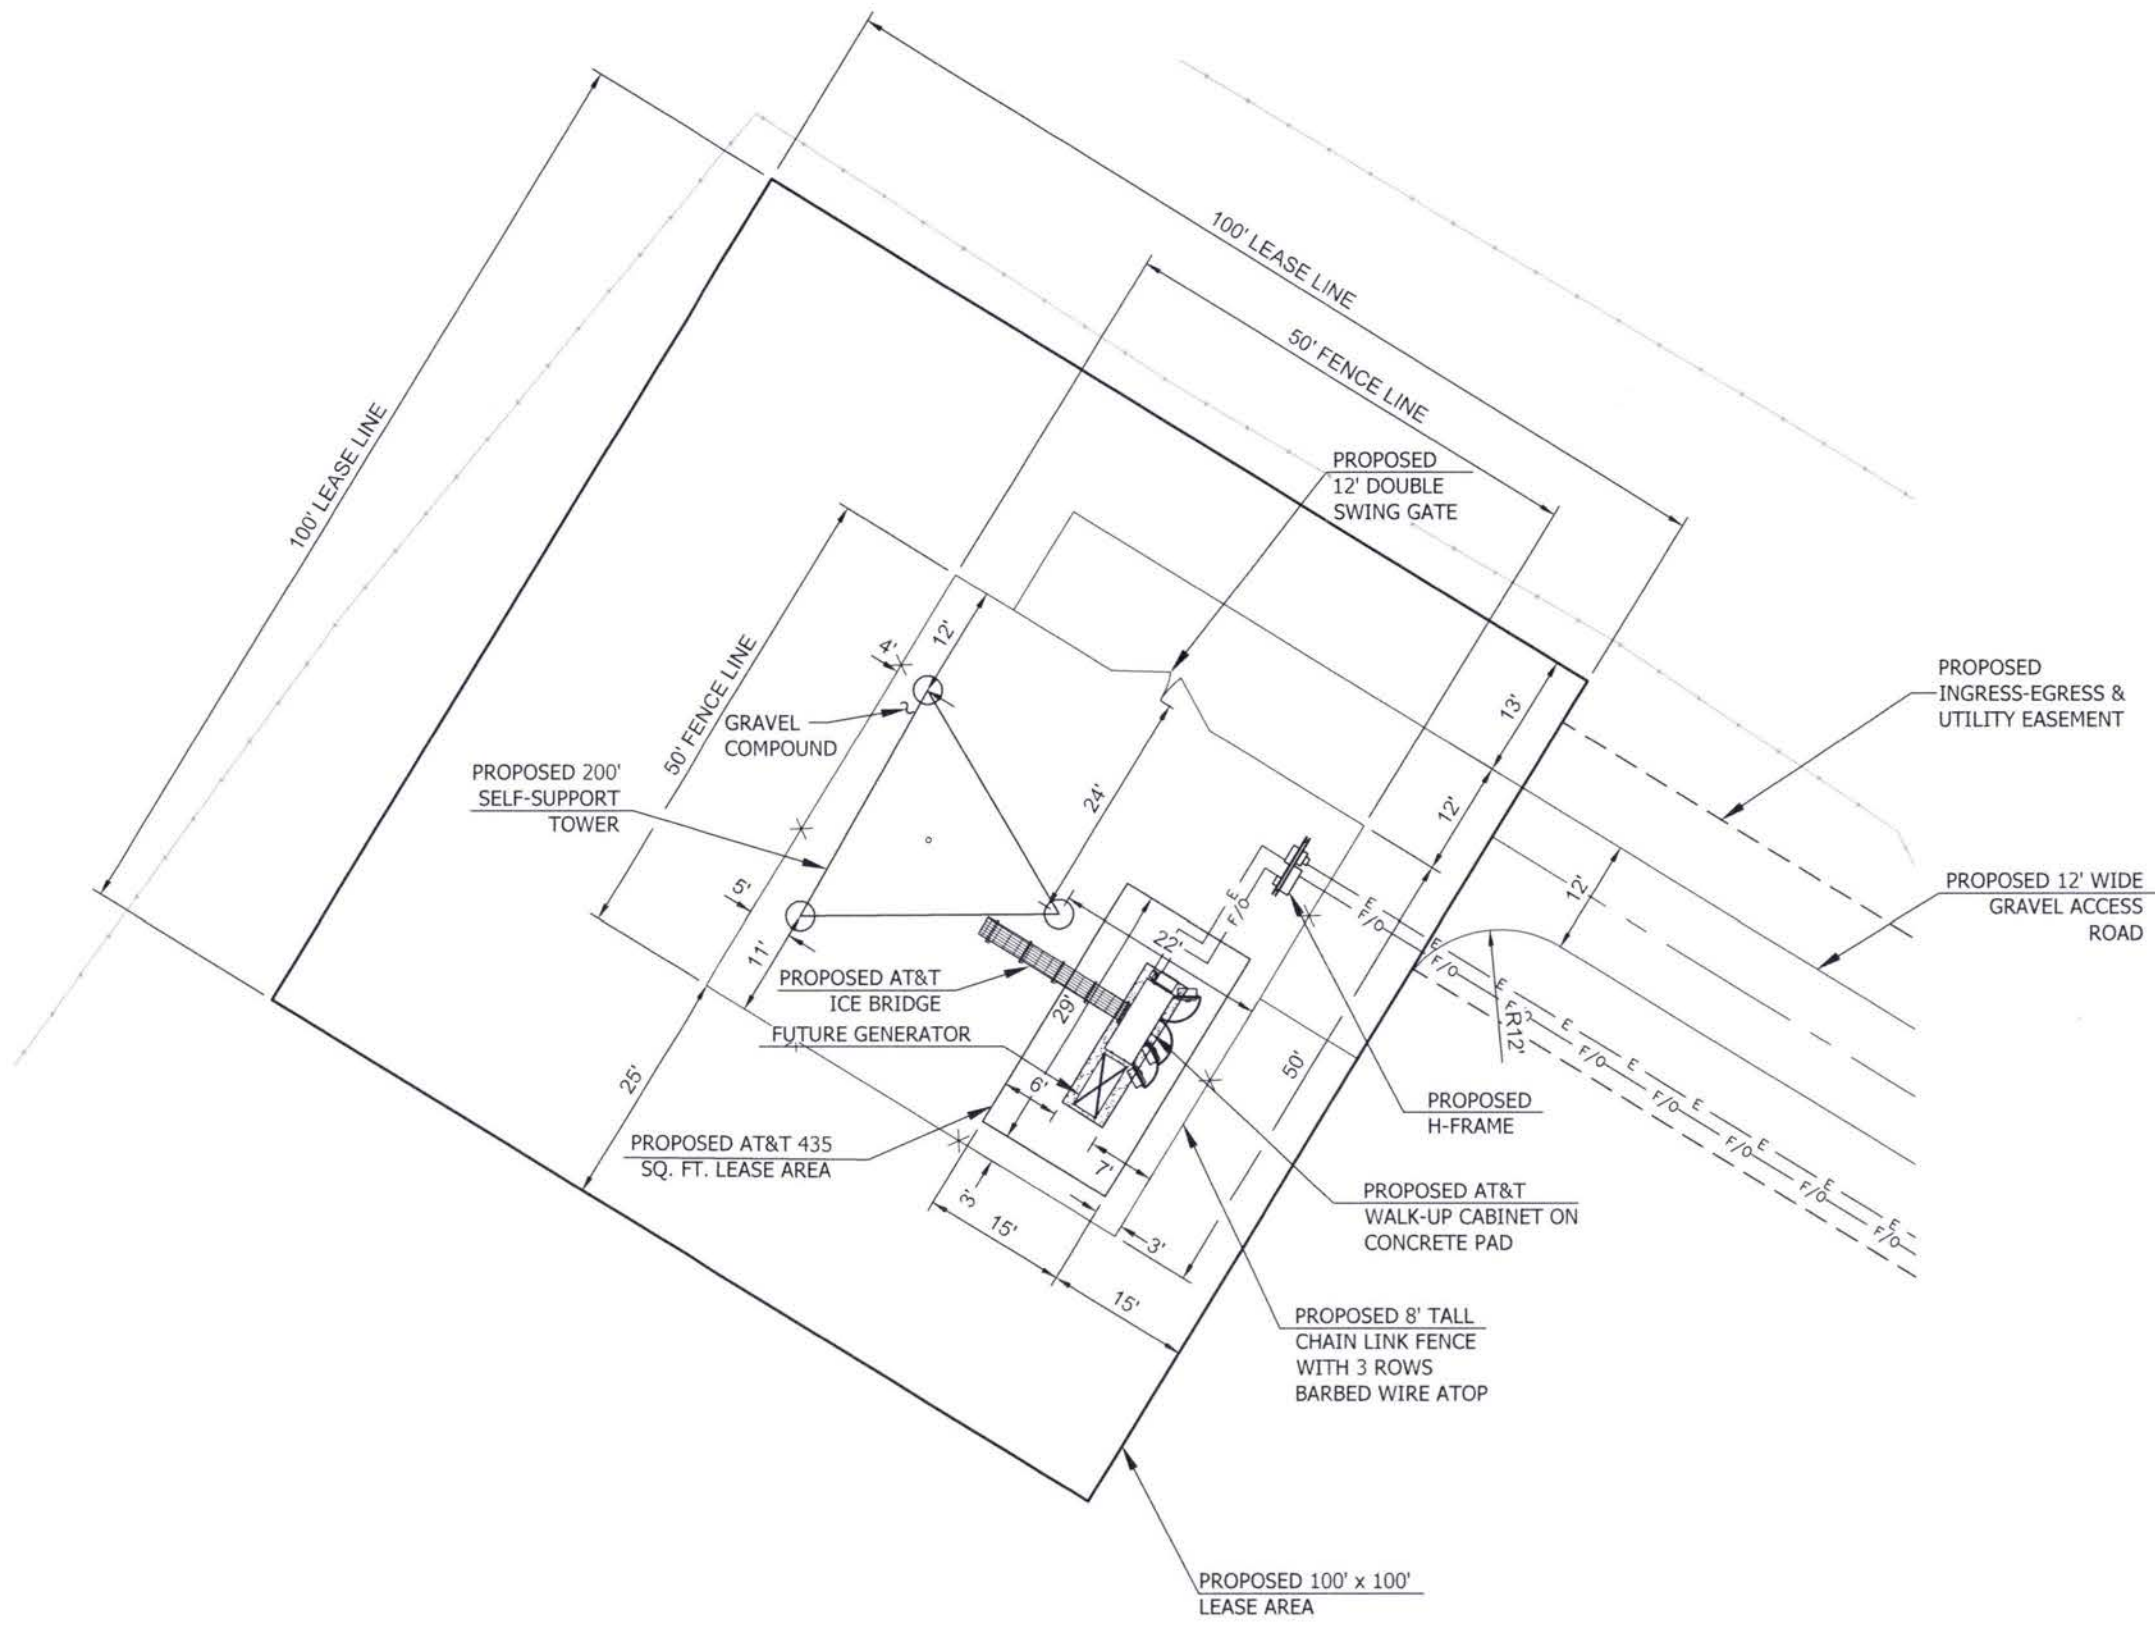 100' LEASE LINE
100' LEASE LINE
50' FENCE LINE
PROPOSED
12' DOUBLE
SWING GATE
50' FENCE LINE
4'
12'
GRAVEL
COMPOUND
PROPOSED 200'
SELF-SUPPORT
TOWER
24'
13'
12'
12'
PROPOSED
INGRESS-EGRESS &
UTILITY EASEMENT
PROPOSED 12' WIDE
GRAVEL ACCESS
ROAD
5'
11'
22'
PROPOSED AT&T
ICE BRIDGE
29'
FUTURE GENERATOR
6'
25'
50'
R12'
E
F/O
E
F/O
E
F/O
E
F/O
E
F/O
E
F/O
E
F/O
E
F/O
E
F/O
PROPOSED
H-FRAME
PROPOSED AT&T 435
SQ. FT. LEASE AREA
7'
3'
15'
3'
15'
PROPOSED AT&T
WALK-UP CABINET ON
CONCRETE PAD
PROPOSED 8' TALL
CHAIN LINK FENCE
WITH 3 ROWS
BARBED WIRE ATOP
PROPOSED 100' x 100'
LEASE AREA